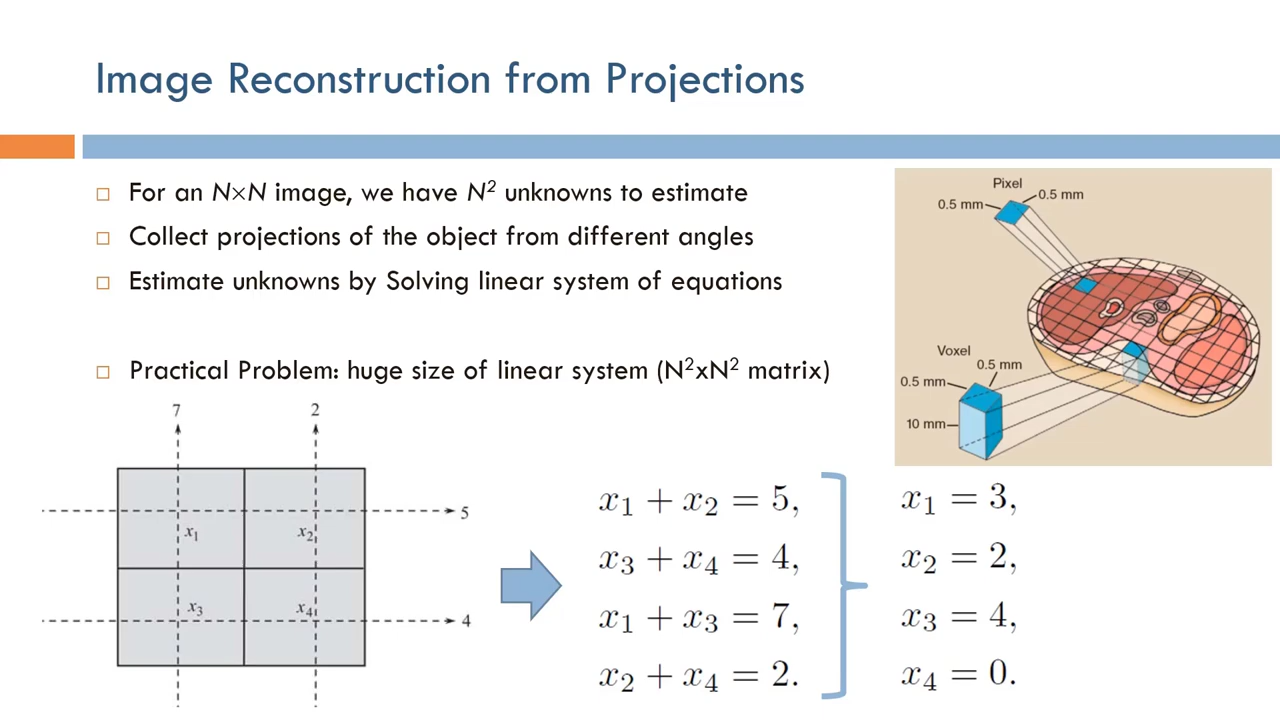 Image Reconstruction from Projections
For an N×N image, we have N² unknowns to estimate
Collect projections of the object from different angles
Estimate unknowns by Solving linear system of equations
Practical Problem: huge size of linear system (N²xN² matrix)
Pixel
0.5 mm
0.5 mm
Voxel
0.5 mm
0.5 mm
10 mm
7
2
5
x₁
x₂
x₃
x₄
4
x₁ + x₂ = 5,
x₃ + x₄ = 4,
x₁ + x₃ = 7,
x₂ + x₄ = 2.
x₁ = 3,
x₂ = 2,
x₃ = 4,
x₄ = 0.